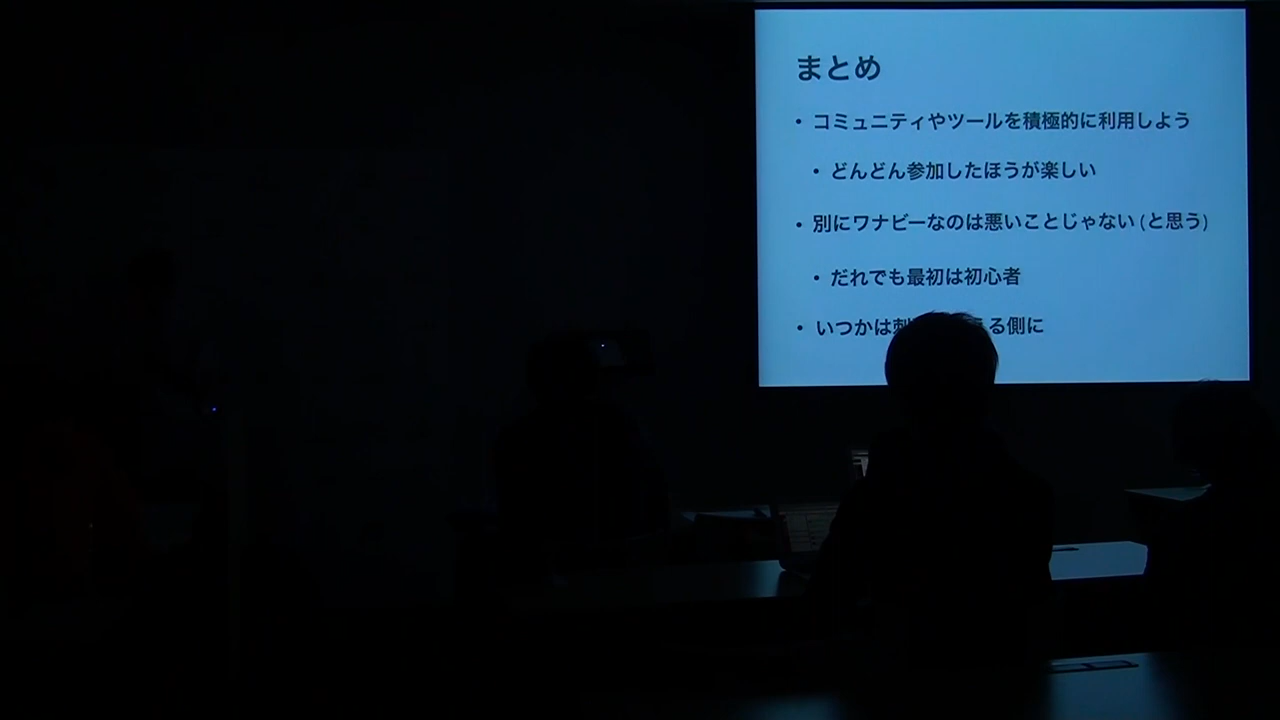 まとめ
• コミュニティやツールを積極的に利用しよう
• どんどん参加したほうが楽しい
• 別にワナビーなのは悪いことじゃない (と思う)
• だれでも最初は初心者
• いつかは る側に